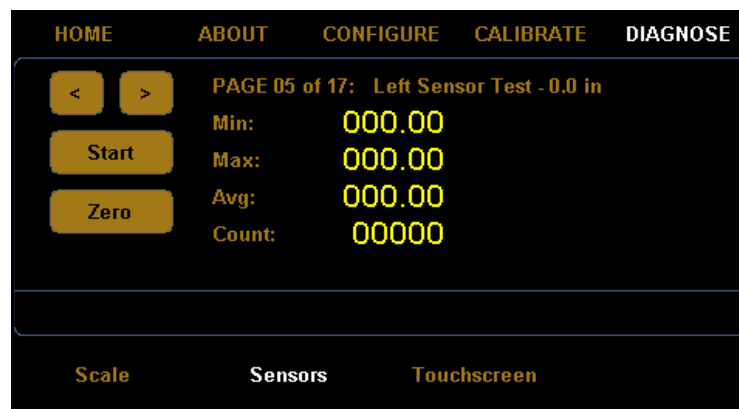 HOME ABOUT CONFIGURE CALIBRATE DIAGNOSE
< > PAGE 05 of 17: Left Sensor Test - 0.0 in
Min: 000.00
Start Max: 000.00
Zero Avg: 000.00
Count: 00000
Scale Sensors Touchscreen